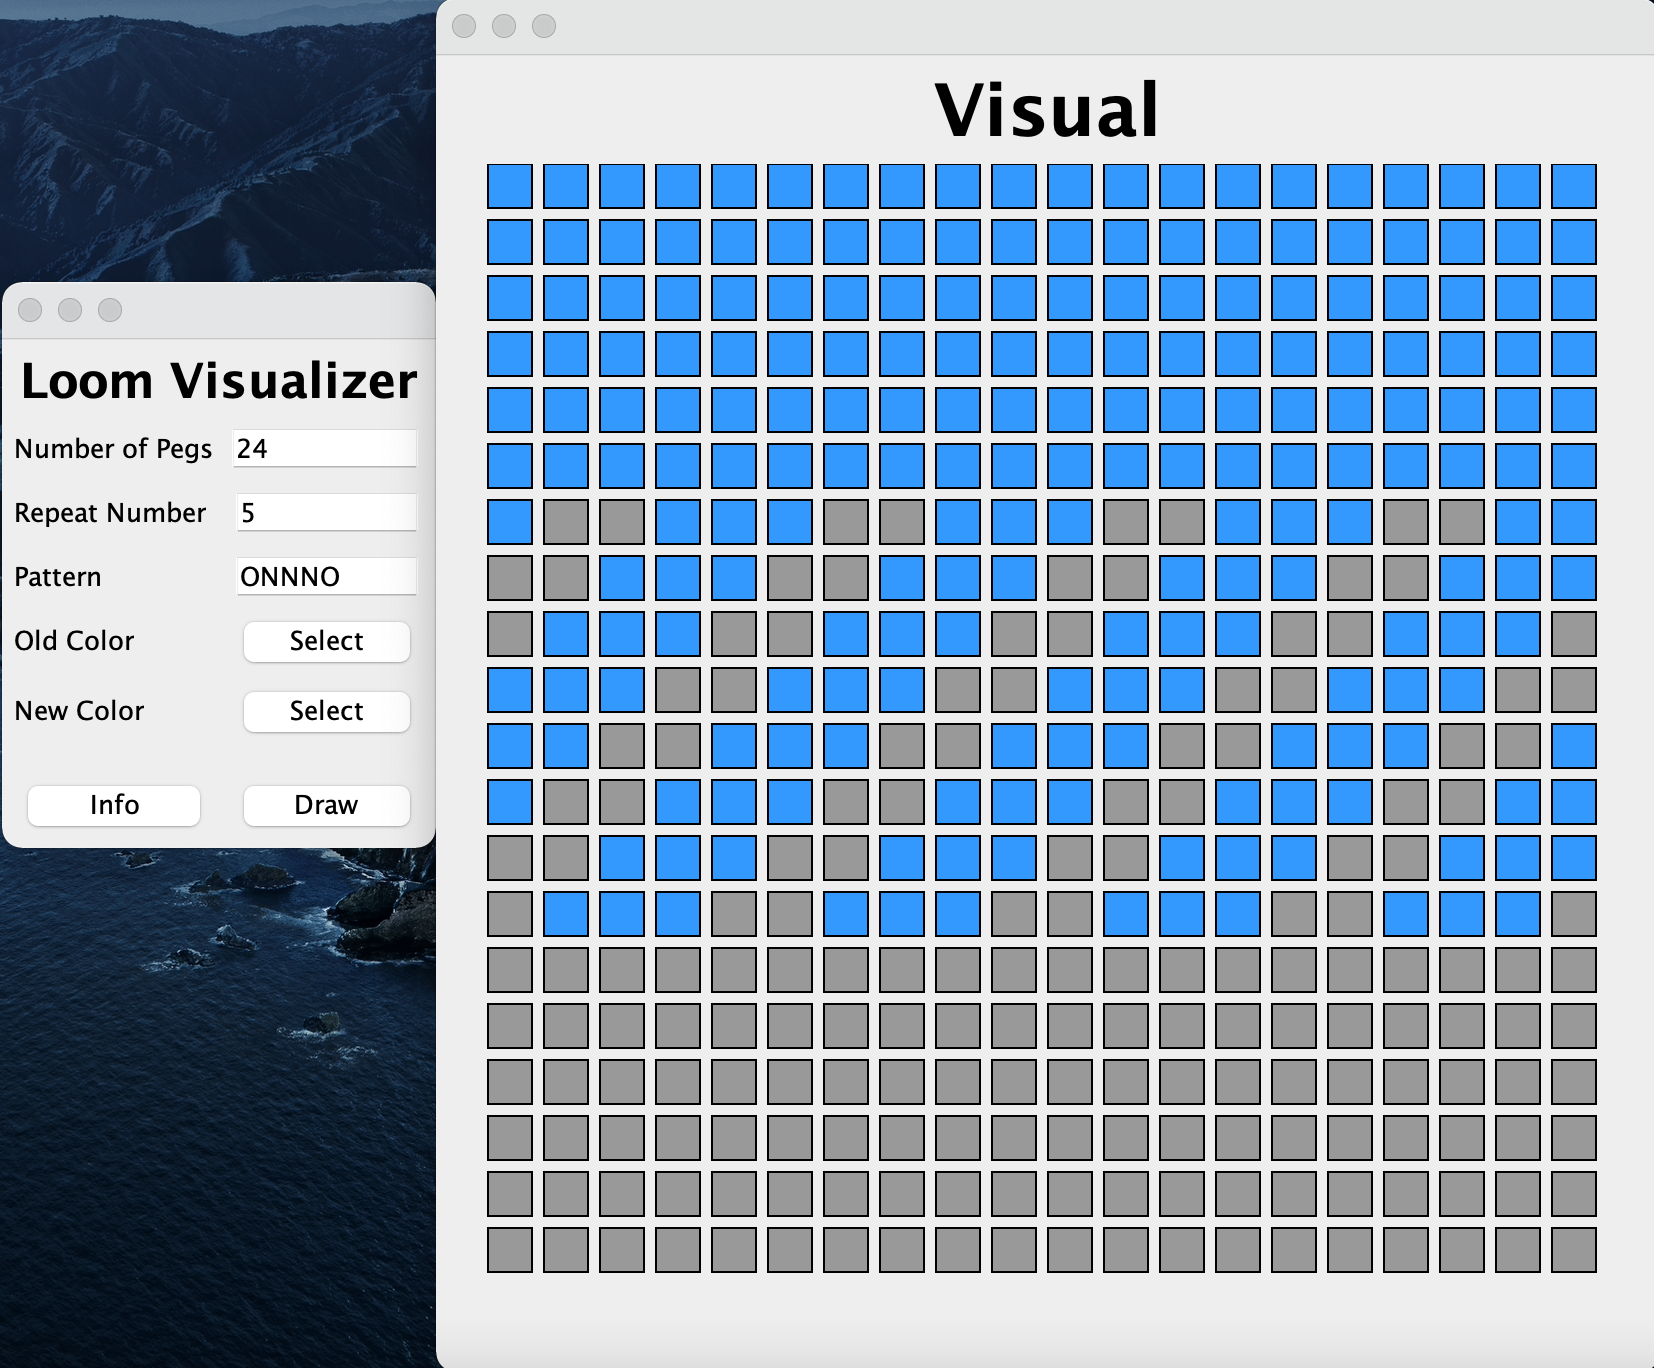 Visual
Loom Visualizer
Number of Pegs 24
Repeat Number 5
Pattern ONNNO
Old Color Select
New Color Select
Info Draw